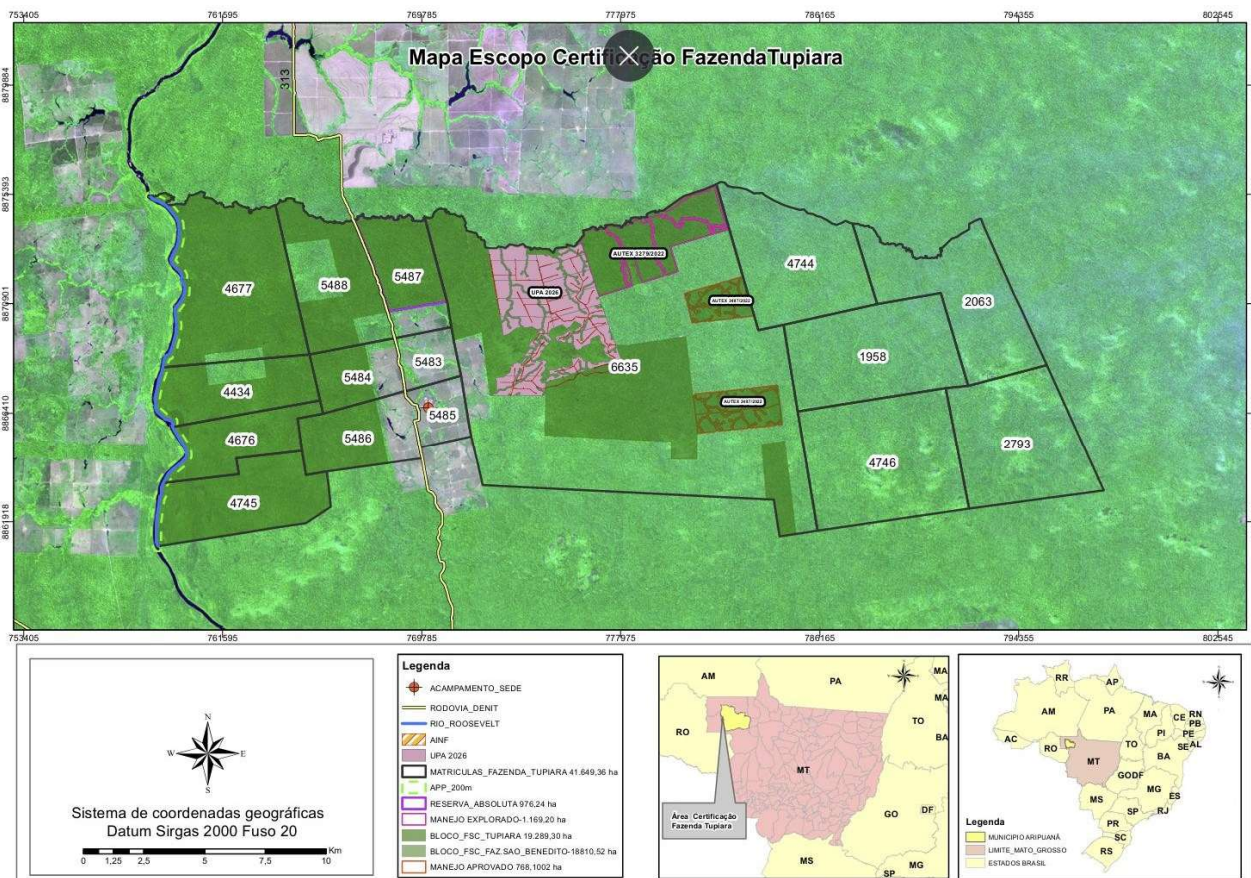 753405 761595 769785 777975 786165 794355 802545
Mapa Escopo Certificação FazendaTupiara
8879884
8875393
8870901
8866410
8861918
313
4677
5488
5487
UPA 2026
AUTEX 3279/2022
4744
2063
1958
5483
5484
4434
6635
5485
4676
5486
4746
2793
4745
753405 761595 769785 777975 786165 794355 802545
N
W E
S
Sistema de coordenadas geográficas
Datum Sirgas 2000 Fuso 20
0 1,25 2,5 5 7,5 10 Km
Legenda
ACAMPAMENTO_SEDE
RODOVIA_DENIT
RIO_ROOSEVELT
AINF
UPA 2026
MATRICULAS_FAZENDA_TUPIARA 41.649,36 ha
APP_200m
RESERVA_ABSOLUTA 976,24 ha
MANEJO EXPLORADO-1.169,20 ha
BLOCO_FSC_TUPIARA 19.289,30 ha
BLOCO_FSC_FAZ.SAO_BENEDITO-18810,52 ha
MANEJO APROVADO 768,1002 ha
AM PA MA
MA
TO
RO BA
MT
Área Certificação
Fazenda Tupiara
GO DF
MS MG
SP
RR AP
AM PA MA CE RN
PB
PI PE
AC RO TO SE AL
BA
MT
GO DF
MG
MS ES
SP RJ
PR
SC
RS
Legenda
MUNICIPIO ARIPUANÃ
LIMITE_MATO_GROSSO
ESTADOS BRASIL